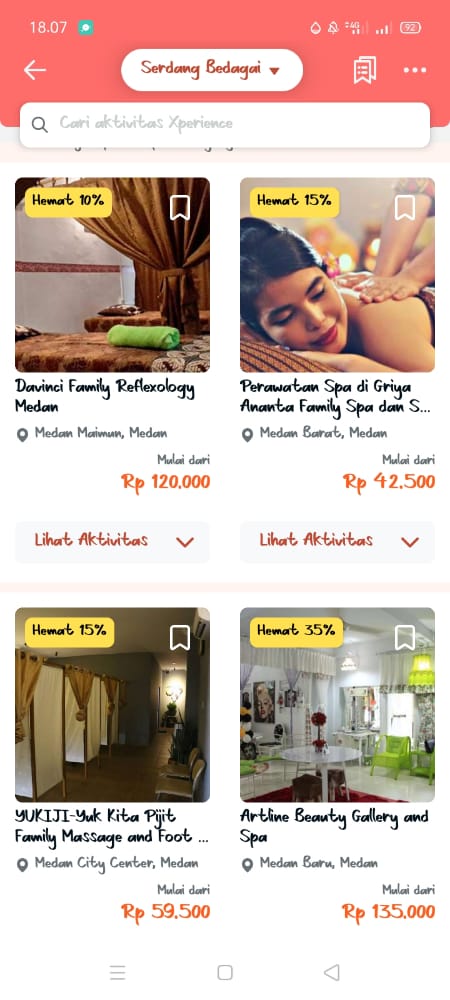 18.07
4G
92
Serdang Bedagai
Cari aktivitas Xperience
Hemat 10%
Hemat 15%
Davinci Family Reflexology
Medan
Medan Maimun, Medan
Mulai dari
Rp 120.000
Perawatan Spa di Griya
Ananta Family Spa dan S...
Medan Barat, Medan
Mulai dari
Rp 42.500
Lihat Aktivitas
Lihat Aktivitas
Hemat 15%
Hemat 35%
YUKIJI-Yuk Kita Pijit
Family Massage and Foot ...
Medan City Center, Medan
Mulai dari
Rp 59.500
Artline Beauty Gallery and
Spa
Medan Baru, Medan
Mulai dari
Rp 135.000